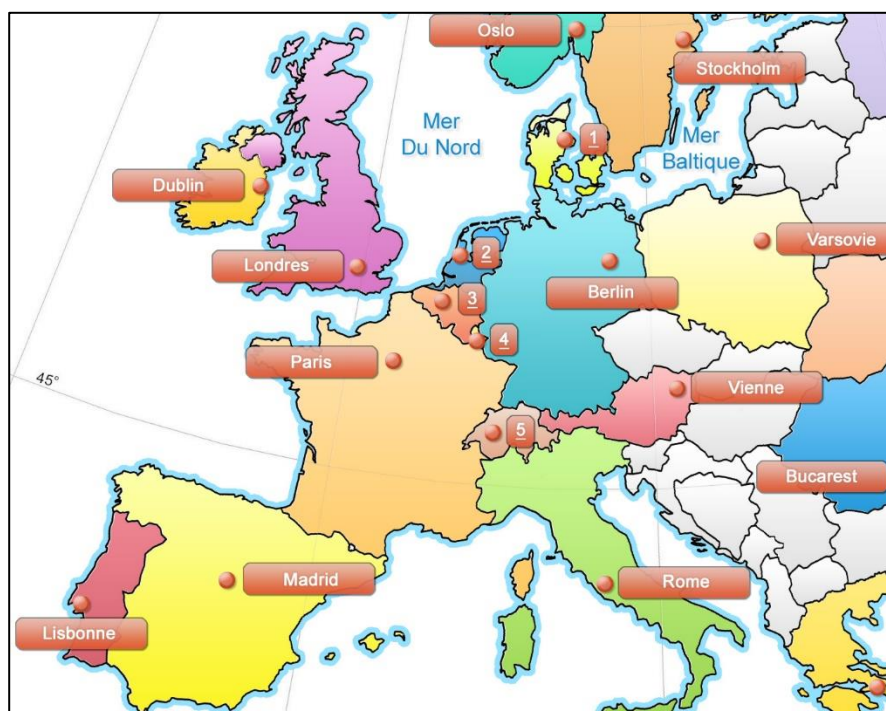 Oslo
Stockholm
Mer
Du Nord
1
Mer
Baltique
Dublin
Varsovie
2
Londres
Berlin
3
4
Paris
45°
Vienne
5
Bucarest
Madrid
Rome
Lisbonne